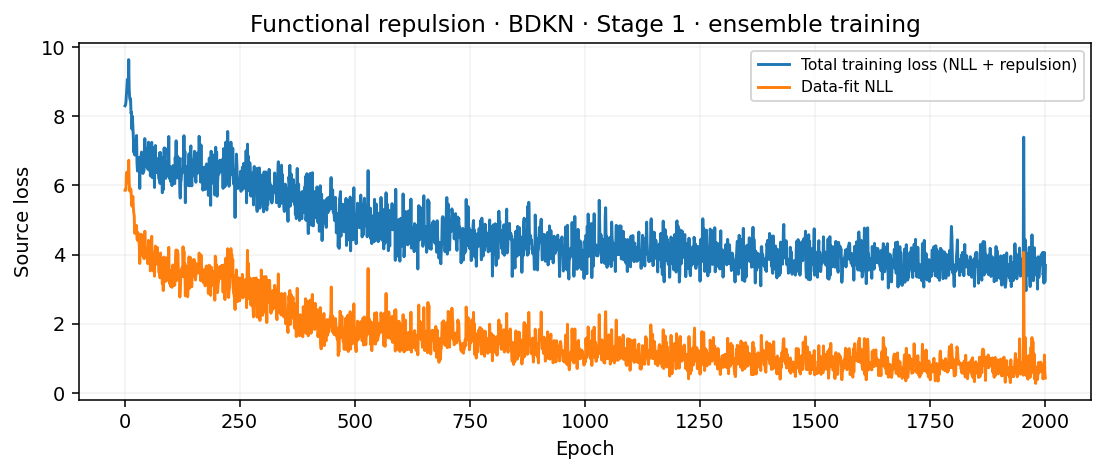 Functional repulsion · BDKN · Stage 1 · ensemble training
Total training loss (NLL + repulsion)
Data-fit NLL
Source loss
10
8
6
4
2
0
0 250 500 750 1000 1250 1500 1750 2000
Epoch